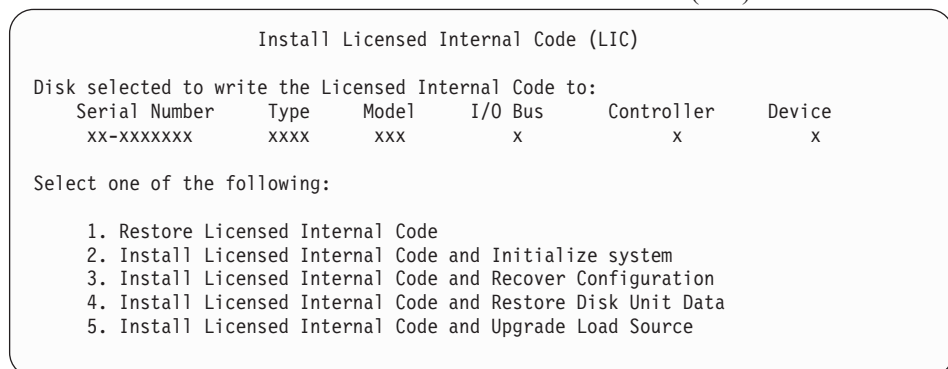 Install Licensed Internal Code (LIC)
Disk selected to write the Licensed Internal Code to:
Serial Number Type Model I/O Bus Controller Device
xx-xxxxxxx xxxx xxx x x x
Select one of the following:
1. Restore Licensed Internal Code
2. Install Licensed Internal Code and Initialize system
3. Install Licensed Internal Code and Recover Configuration
4. Install Licensed Internal Code and Restore Disk Unit Data
5. Install Licensed Internal Code and Upgrade Load Source